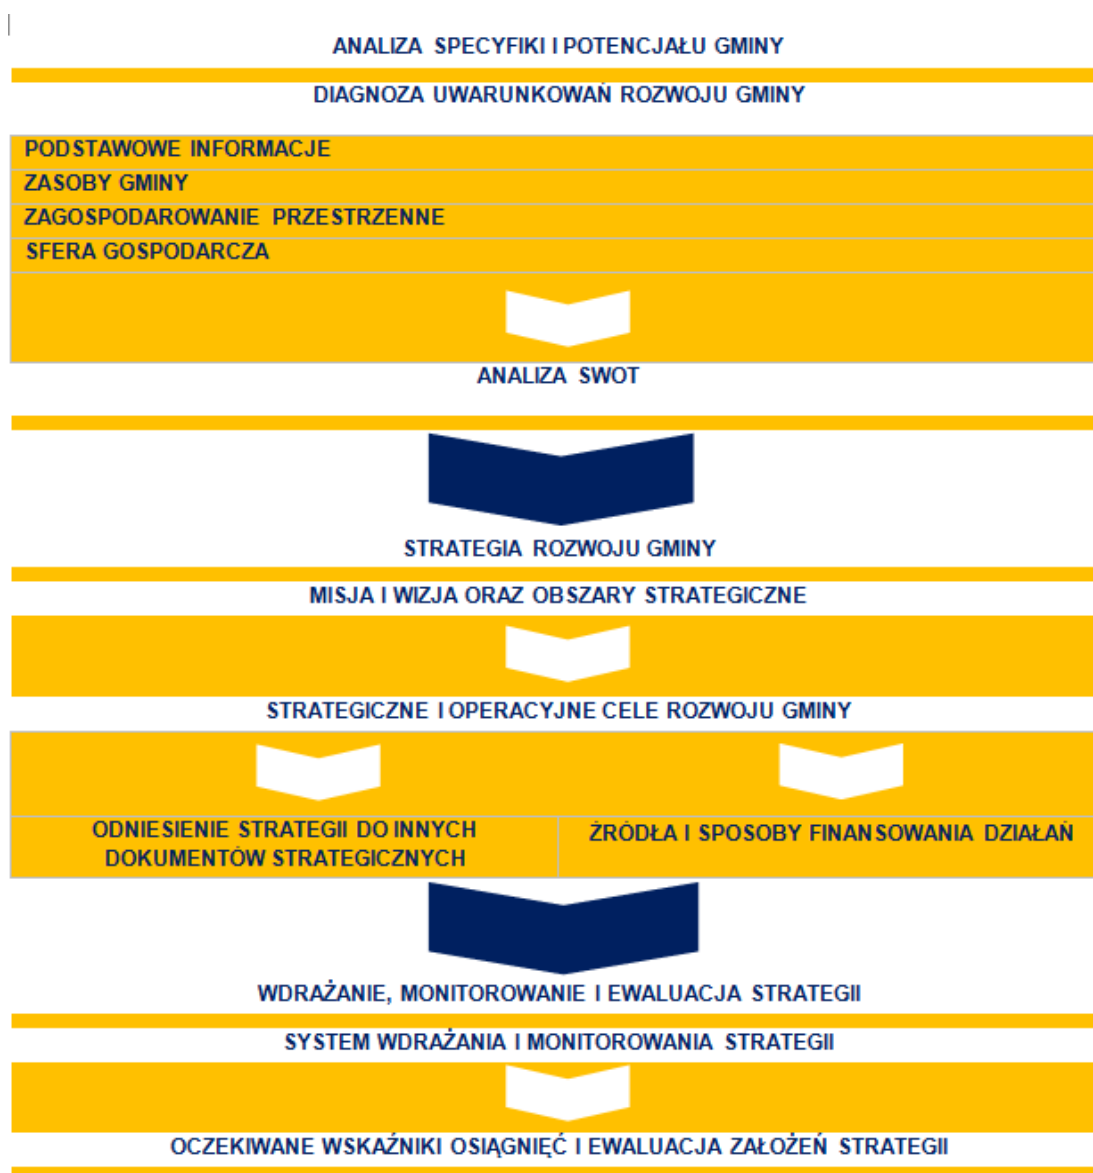 ANALIZA SPECYFIKI I POTENCJAŁU GMINY
DIAGNOZA UWARUNKOWAŃ ROZWOJU GMINY
PODSTAWOWE INFORMACJE
ZASOBY GMINY
ZAGOSPODAROWANIE PRZESTRZENNE
SFERA GOSPODARCZA
ANALIZA SWOT
STRATEGIA ROZWOJU GMINY
MISJA I WIZJA ORAZ OBSZARY STRATEGICZNE
STRATEGICZNE I OPERACYJNE CELE ROZWOJU GMINY
ODNIESIENIE STRATEGII DO INNYCH
DOKUMENTÓW STRATEGICZNYCH
ŹRÓDŁA I SPOSOBY FINANSOWANIA DZIAŁAŃ
WDRAŻANIE, MONITOROWANIE I EWALUACJA STRATEGII
SYSTEM WDRAŻANIA I MONITOROWANIA STRATEGII
OCZEKIWANE WSKAŹNIKI OSIĄGNIĘĆ I EWALUACJA ZAŁOŻEŃ STRATEGII